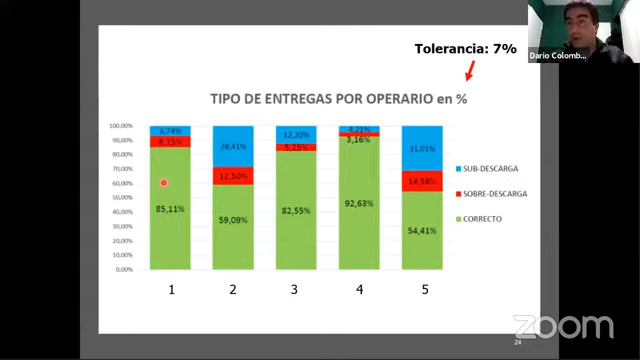 Tolerancia: 7%
Dario Colomb...
TIPO DE ENTREGAS POR OPERARIO en %
100,00%
90,00%
80,00%
70,00%
60,00%
50,00%
40,00%
30,00%
20,00%
10,00%
0,00%
6,74% 28,41% 12,20% 4,21% 31,01%
8,15% 12,50% 5,25% 3,16% 14,58%
85,11% 59,09% 82,55% 92,63% 54,41%
SUB-DESCARGA
SOBRE-DESCARGA
CORRECTO
1 2 3 4 5
zoom
24